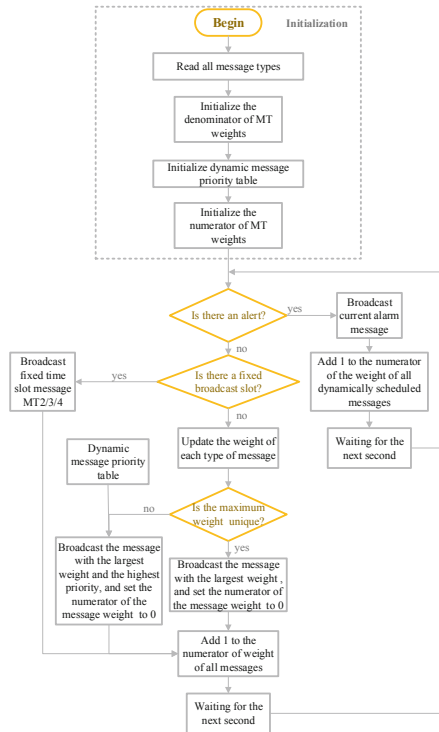 Begin
Initialization
Read all message types
Initialize the
denominator of MT
weights
Initialize dynamic message
priority table
Initialize the
numerator of MT
weights
Is there an alert?
yes
Broadcast
current alarm
message
no
Add 1 to the numerator
of the weight of all
dynamically scheduled
messages
Waiting for the
next second
Is there a fixed
broadcast slot?
yes
Broadcast
fixed time
slot message
MT2/3/4
no
Update the weight of
each type of message
Dynamic
message priority
table
Is the maximum
weight unique?
no
yes
Broadcast the message
with the largest
weight and the highest
priority, and set the
numerator of the
message weight to 0
Broadcast the message
with the largest weight ,
and set the numerator of
the message weight to 0
Add 1 to the
numerator of weight
of all messages
Waiting for the
next second